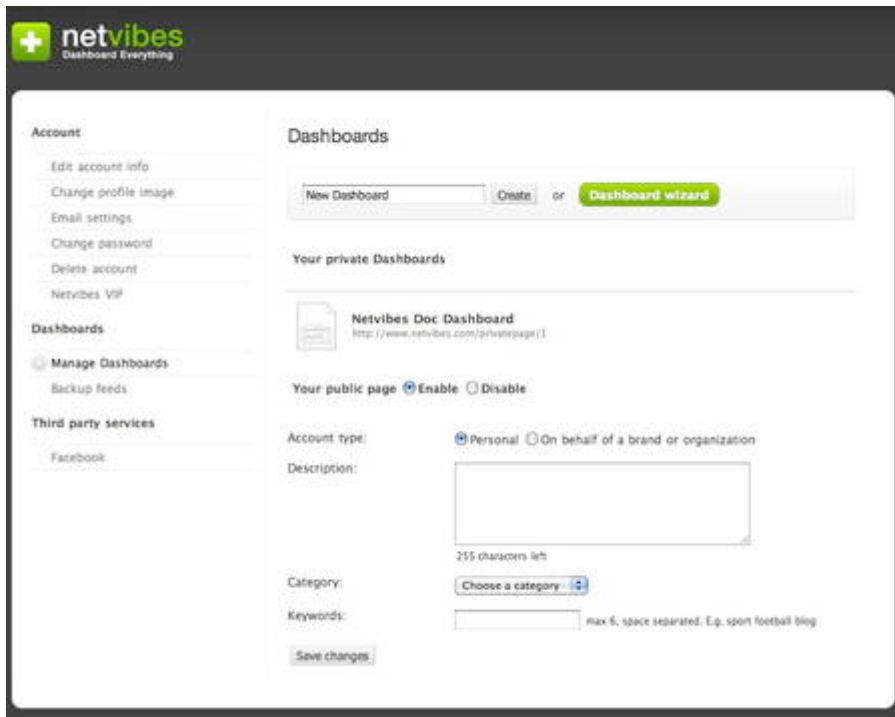 netvibes
Dashboard Everything
Account
Edit account info
Change profile image
Email settings
Change password
Delete account
Netvibes VIP
Dashboards
Manage Dashboards
Backup feeds
Third party services
Facebook
Dashboards
New Dashboard Create or Dashboard wizard
Your private Dashboards
Netvibes Doc Dashboard
http://www.netvibes.com/privatepage/1
Your public page Enable Disable
Account type: Personal On behalf of a brand or organization
Description:
255 characters left
Category: Choose a category
Keywords: max 6, space separated. E.g. sport football blog
Save changes